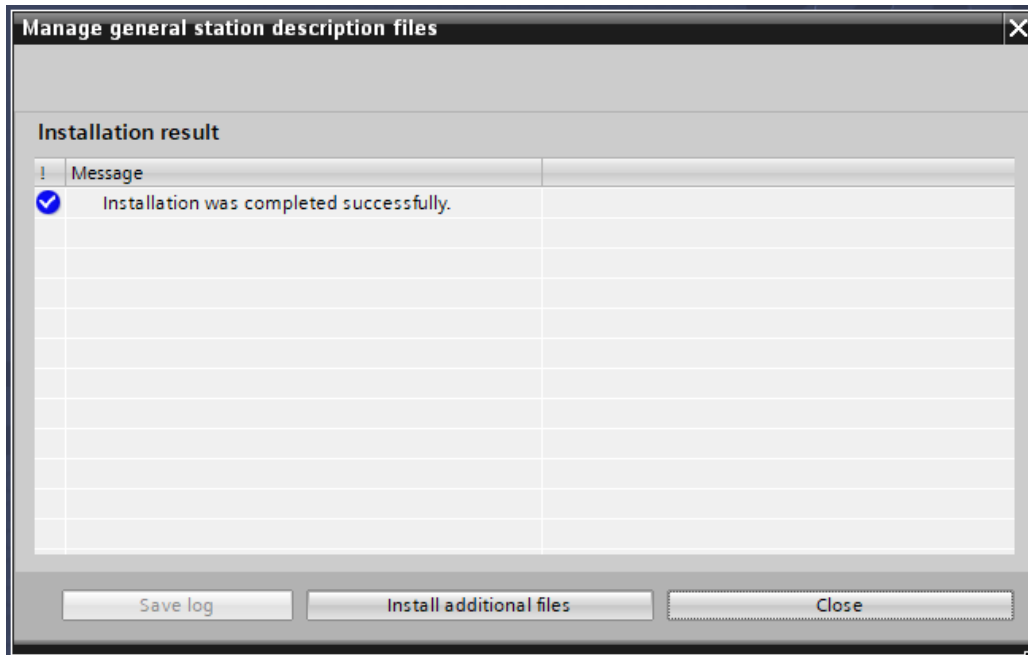 Manage general station description files
Installation result
! Message
Installation was completed successfully.
Save log Install additional files Close